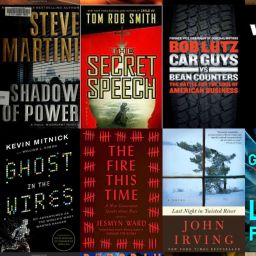 STEVE
MARTINI
SHADOW
OF POWER
TOM ROB SMITH
THE
SECRET
SPEECH
BOB LUTZ
CAR GUYS
VS
BEAN COUNTERS
THE BATTLE FOR THE SOUL
OF AMERICAN BUSINESS
KEVIN MITNICK
GHOST
IN THE
WIRES
THE FIRE
THIS TIME
JESMYN WARD
Last Night in Twisted River
JOHN
IRVING